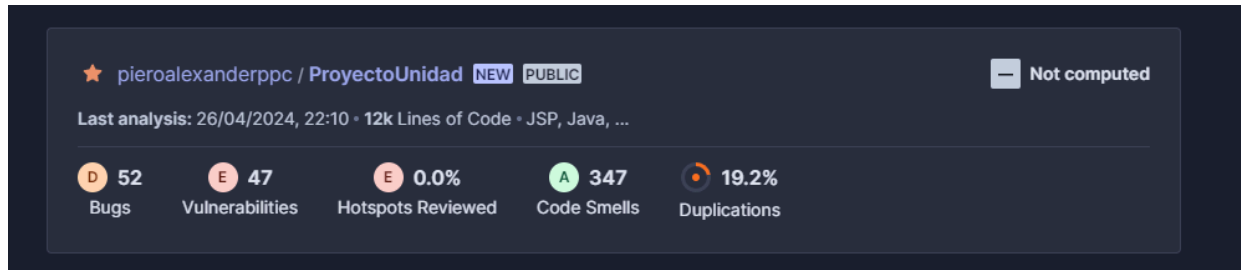 pieroalexanderppc / ProyectoUnidad NEW PUBLIC
Not computed
Last analysis: 26/04/2024, 22:10 • 12k Lines of Code • JSP, Java, ...
D 52
Bugs
E 47
Vulnerabilities
E 0.0%
Hotspots Reviewed
A 347
Code Smells
19.2%
Duplications